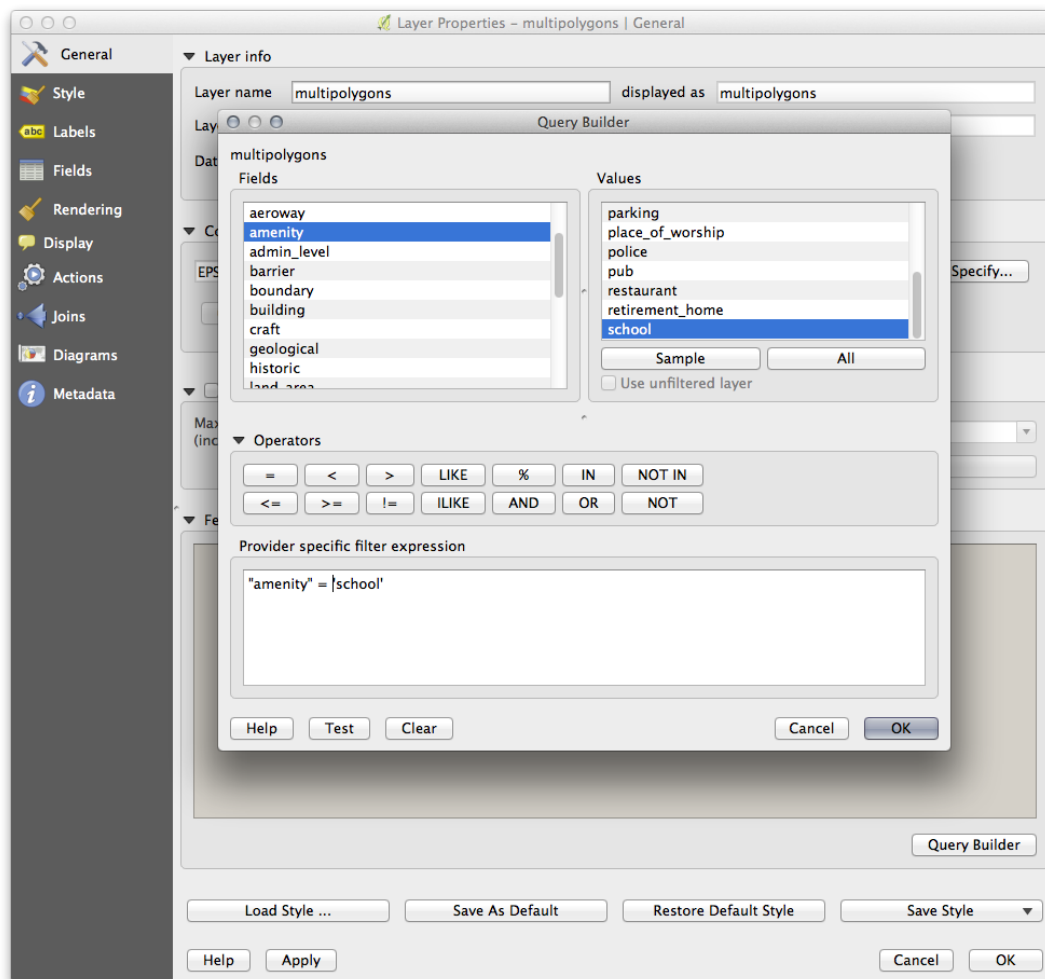 Layer Properties – multipolygons | General
General
Style
abc Labels
Fields
Rendering
Display
Actions
Joins
Diagrams
Metadata
Layer info
Layer name multipolygons displayed as multipolygons
Query Builder
multipolygons
Fields
aeroway
amenity
admin_level
barrier
boundary
building
craft
geological
historic
land_area
Values
parking
place_of_worship
police
pub
restaurant
retirement_home
school
Sample All
Use unfiltered layer
Specify...
Operators
= < > LIKE % IN NOT IN
<= >= != ILIKE AND OR NOT
Provider specific filter expression
"amenity" = 'school'
Help Test Clear Cancel OK
Query Builder
Load Style ... Save As Default Restore Default Style Save Style
Help Apply Cancel OK